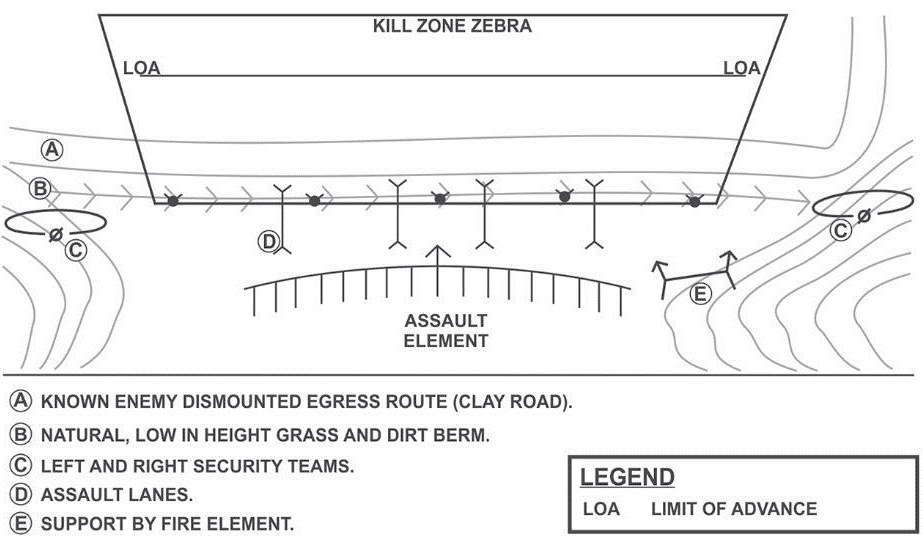 KILL ZONE ZEBRA
LOA LOA
A
B
C
C
D
E
ASSAULT
ELEMENT
A KNOWN ENEMY DISMOUNTED EGRESS ROUTE (CLAY ROAD).
B NATURAL, LOW IN HEIGHT GRASS AND DIRT BERM.
C LEFT AND RIGHT SECURITY TEAMS.
D ASSAULT LANES.
E SUPPORT BY FIRE ELEMENT.
LEGEND
LOA LIMIT OF ADVANCE